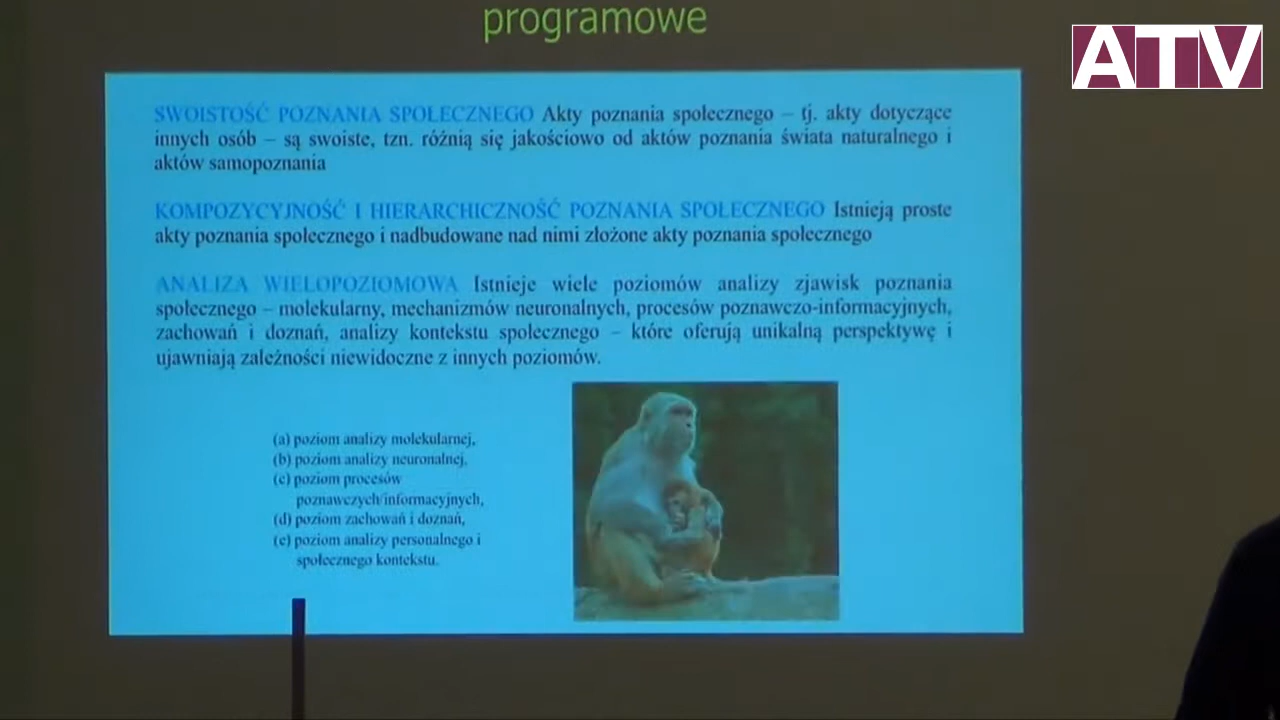 programowe
ATV
SWOISTOŚĆ POZNANIA SPOŁECZNEGO Akty poznania społecznego – tj. akty dotyczące
innych osób – są swoiste, tzn. różnią się jakościowo od aktów poznania świata naturalnego i
aktów samopoznania
KOMPOZYCYJNOŚĆ I HIERARCHICZNOŚĆ POZNANIA SPOŁECZNEGO Istnieją proste
akty poznania społecznego i nadbudowane nad nimi złożone akty poznania społecznego
ANALIZA WIELOPOZIOMOWA Istnieje wiele poziomów analizy zjawisk poznania
społecznego – molekularny, mechanizmów neuronalnych, procesów poznawczo-informacyjnych,
zachowań i doznań, analizy kontekstu społecznego – które oferują unikalną perspektywę i
ujawniają zależności niewidoczne z innych poziomów.
(a) poziom analizy molekularnej,
(b) poziom analizy neuronalnej,
(c) poziom procesów
poznawczych/informacyjnych,
(d) poziom zachowań i doznań,
(e) poziom analizy personalnego i
społecznego kontekstu.